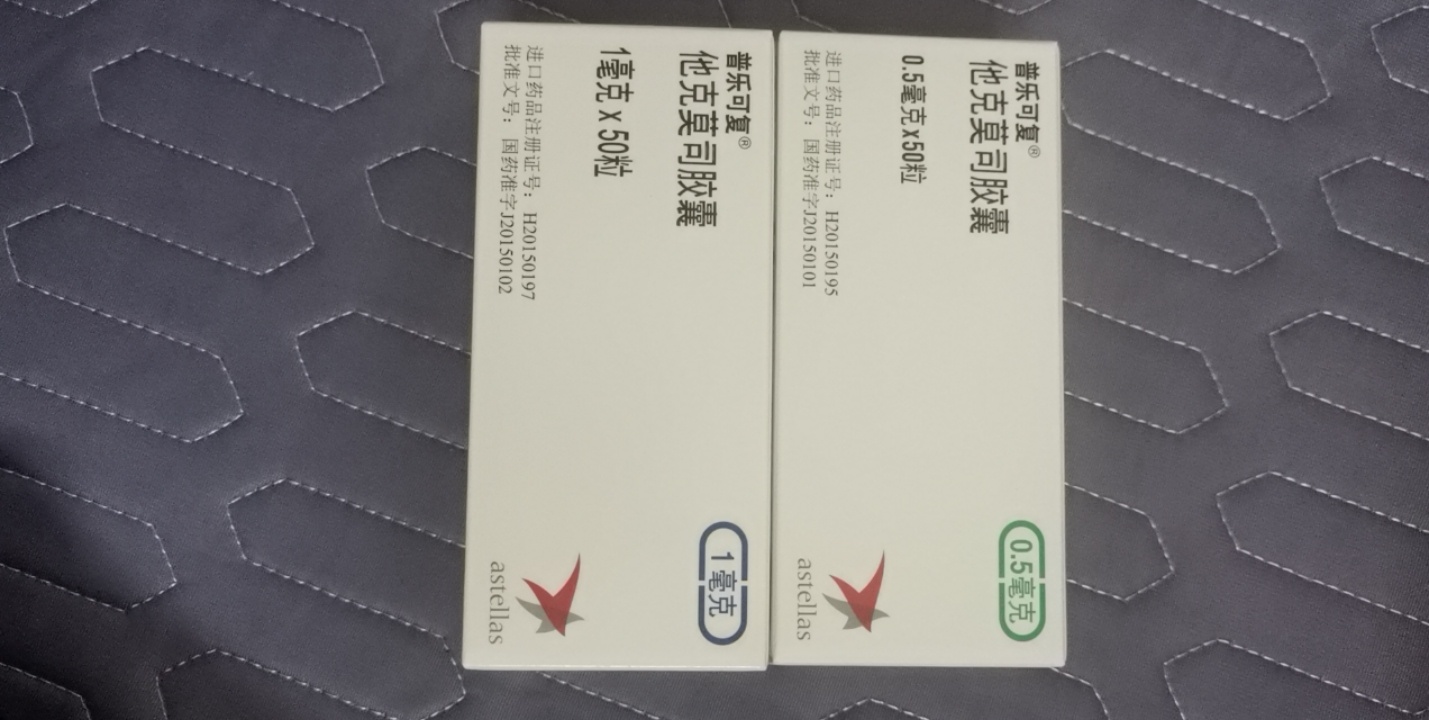 普乐可复®
他克莫司胶囊
1毫克 x 50粒
进口药品注册证号：H20150197
批准文号：国药准字J20150102
1毫克
astellas
普乐可复®
他克莫司胶囊
0.5毫克x50粒
进口药品注册证号：H20150195
批准文号：国药准字J20150101
0.5毫克
astellas